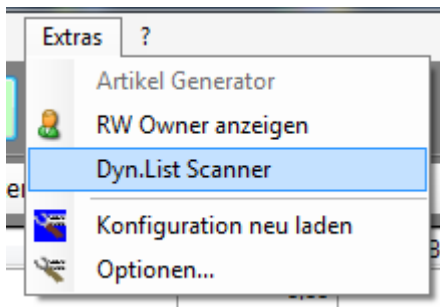 Extras ?
Artikel Generator
RW Owner anzeigen
Dyn.List Scanner
Konfiguration neu laden
Optionen...